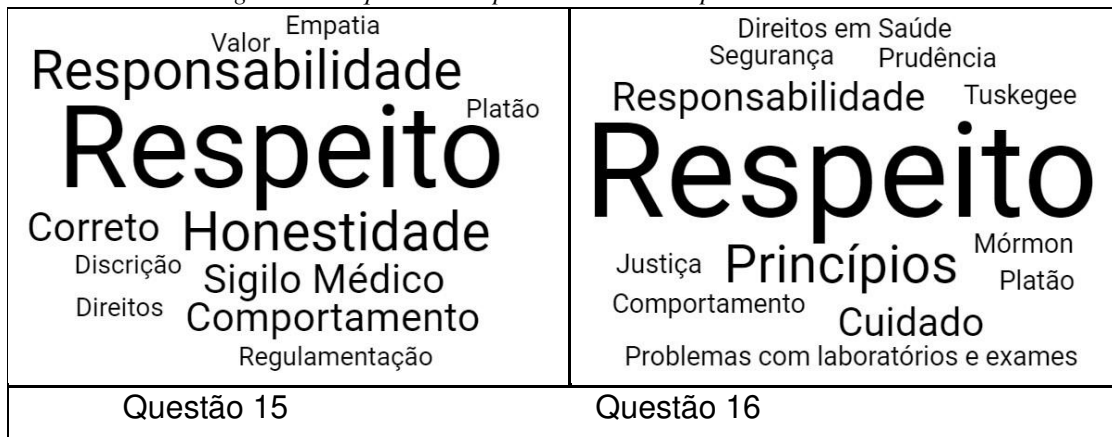 Empatia
Valor
Responsabilidade
Platão
Respeito
Correto Honestidade
Discrição
Sigilo Médico
Direitos
Comportamento
Regulamentação
Direitos em Saúde
Segurança Prudência
Responsabilidade Tuskegee
Respeito
Mórmon
Justiça Princípios
Platão
Comportamento
Cuidado
Problemas com laboratórios e exames
Questão 15
Questão 16